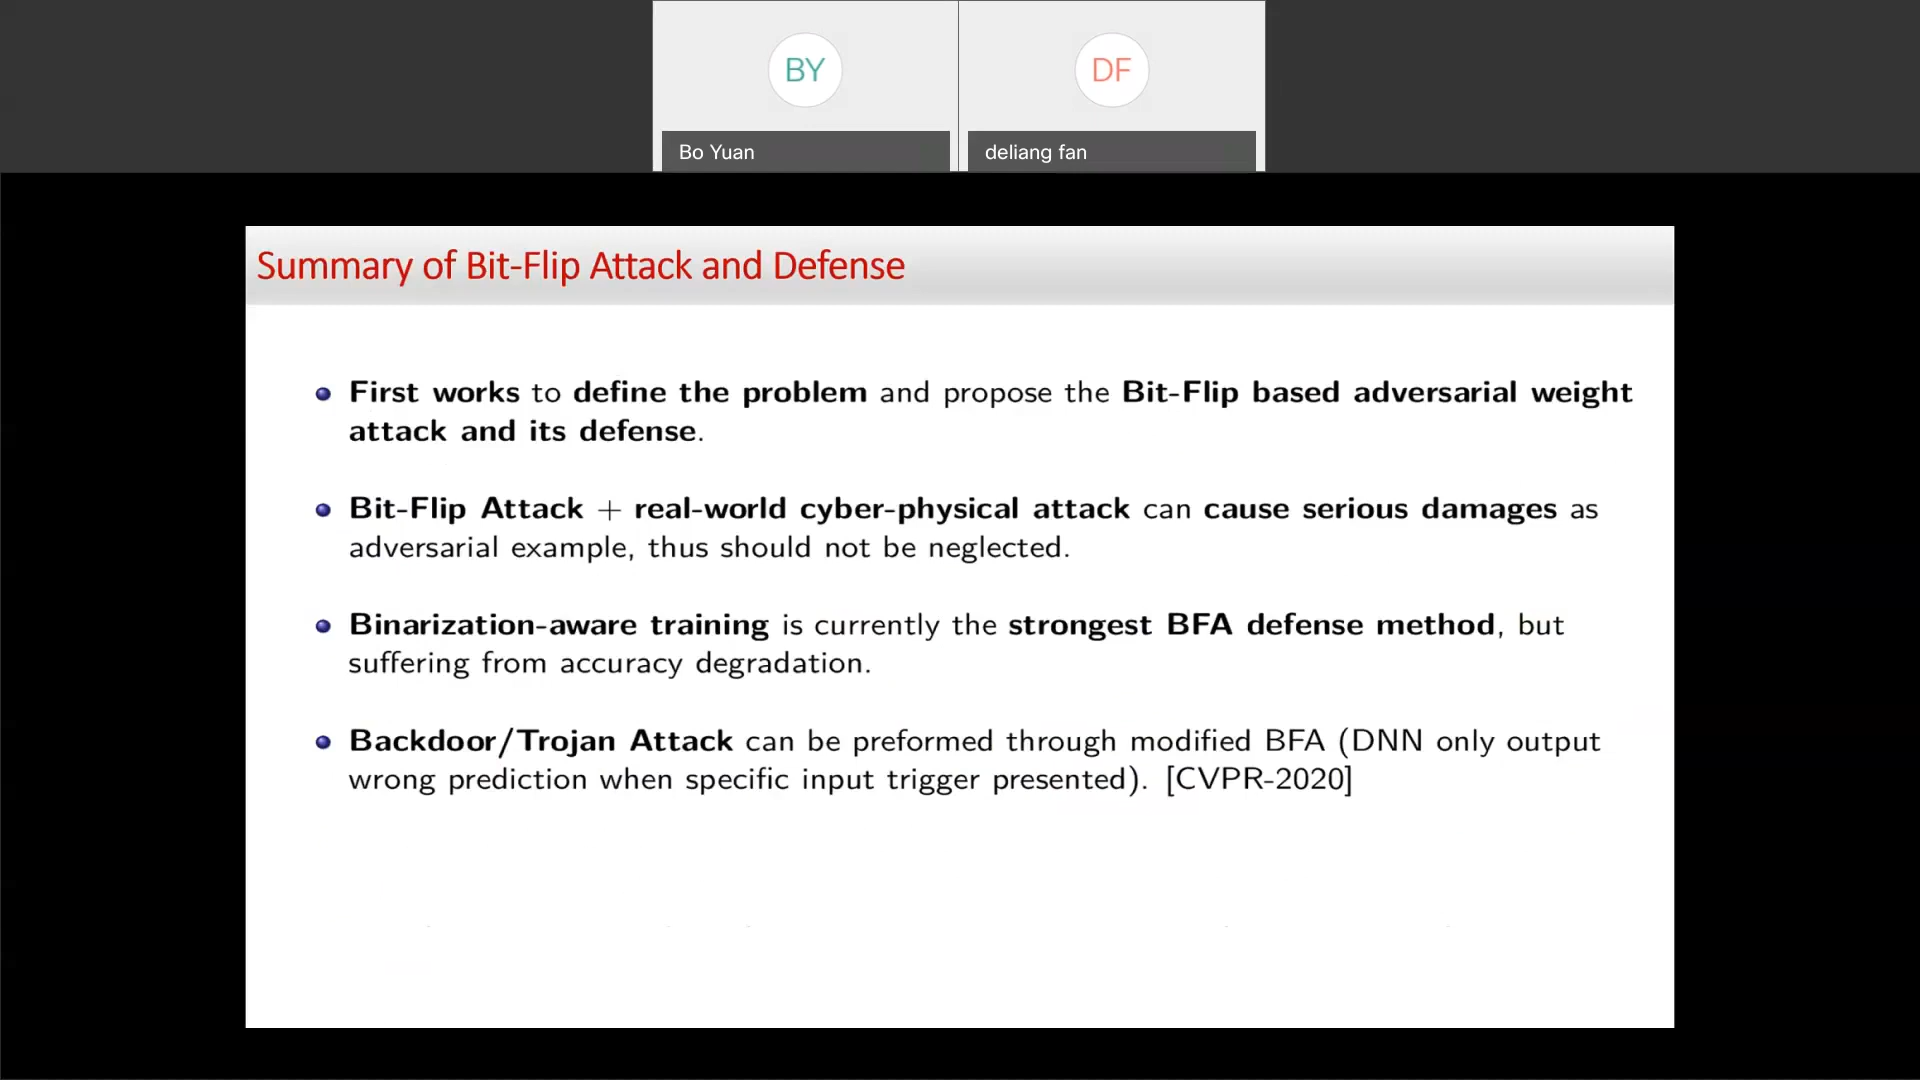 BY
DF
Bo Yuan
deliang fan
Summary of Bit-Flip Attack and Defense
First works to define the problem and propose the Bit-Flip based adversarial weight
attack and its defense.
Bit-Flip Attack + real-world cyber-physical attack can cause serious damages as
adversarial example, thus should not be neglected.
Binarization-aware training is currently the strongest BFA defense method, but
suffering from accuracy degradation.
Backdoor/Trojan Attack can be preformed through modified BFA (DNN only output
wrong prediction when specific input trigger presented). [CVPR-2020]